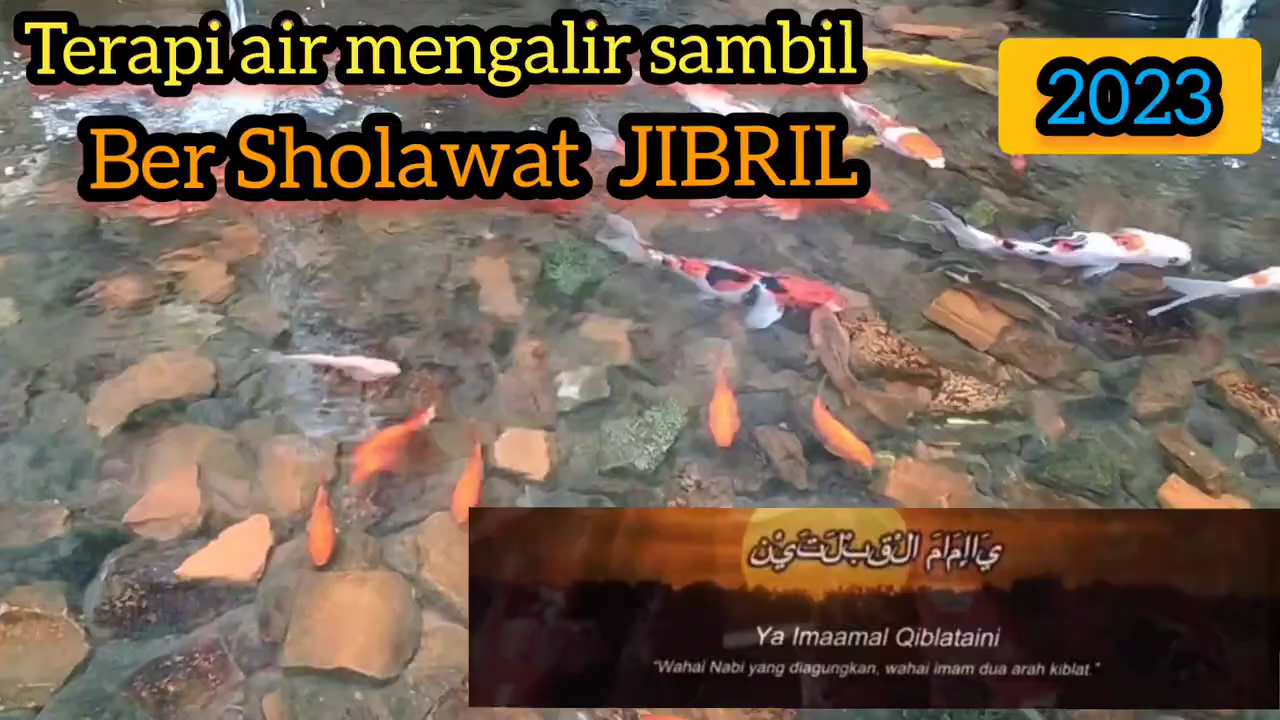 Terapi air mengalir sambil
Ber Sholawat JIBRIL
2023
يَاإِمَامَ الْقِبْلَتَيْنِ
Ya Imaamal Qiblataini
"Wahai Nabi yang diagungkan, wahai imam dua arah kiblat."